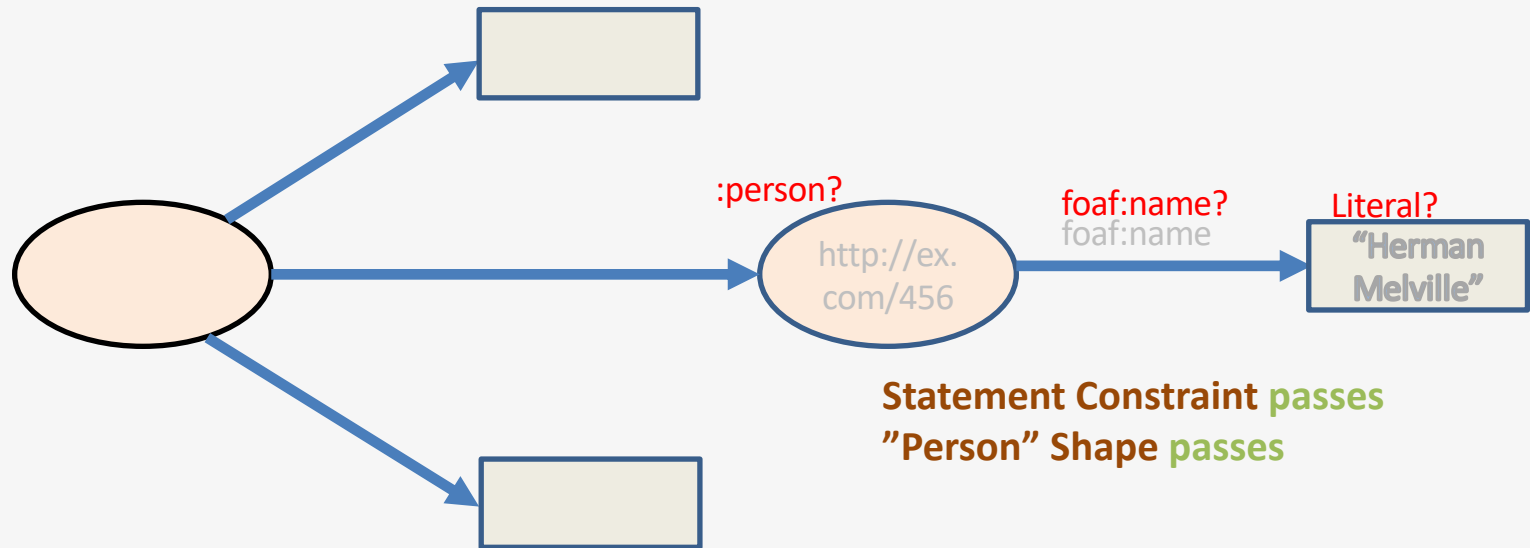 :person?
foaf:name?
Literal?
foaf:name
http://ex.
com/456
“Herman
Melville”
Statement Constraint passes
”Person” Shape passes